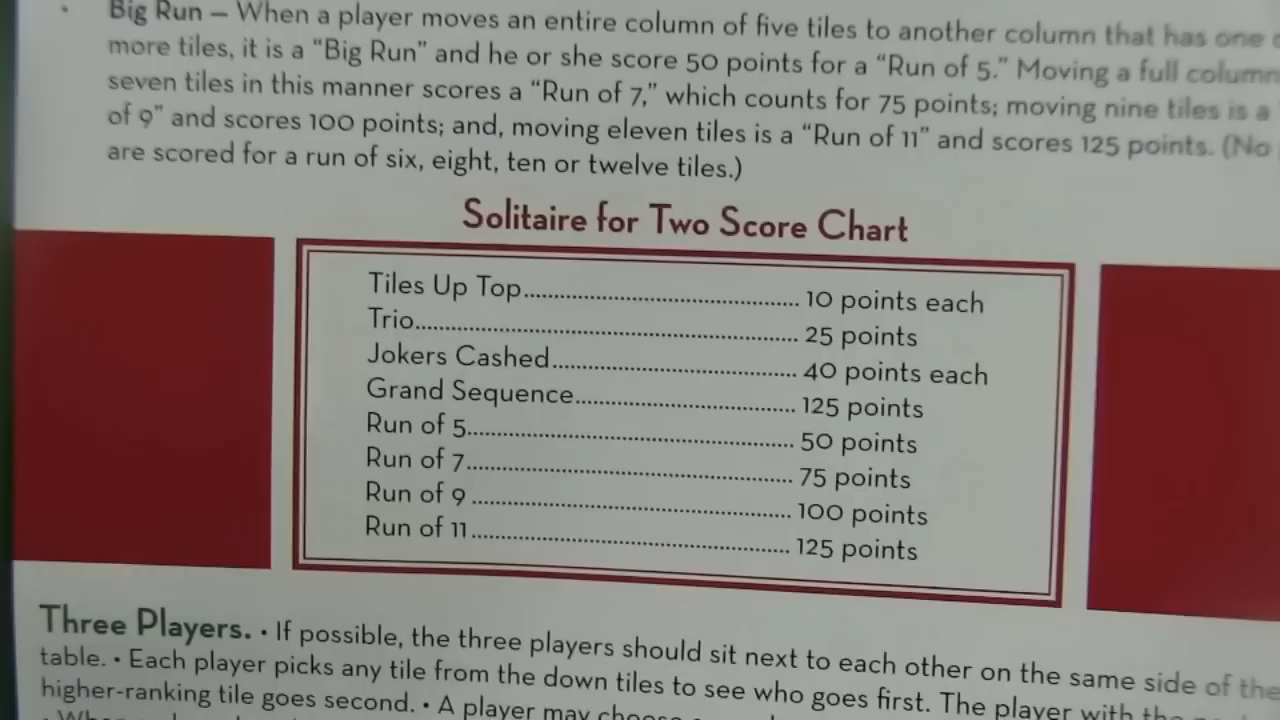 • Big Run – When a player moves an entire column of five tiles to another column that has one
more tiles, it is a “Big Run” and he or she score 50 points for a “Run of 5.” Moving a full column
seven tiles in this manner scores a “Run of 7,” which counts for 75 points; moving nine tiles is a
of 9” and scores 100 points; and, moving eleven tiles is a “Run of 11” and scores 125 points. (No
are scored for a run of six, eight, ten or twelve tiles.)
Solitaire for Two Score Chart
Tiles Up Top.......................................... 10 points each
Trio.......................................................... 25 points
Jokers Cashed..................................... 40 points each
Grand Sequence.................................. 125 points
Run of 5................................................. 50 points
Run of 7................................................. 75 points
Run of 9................................................ 100 points
Run of 11................................................ 125 points
Three Players. • If possible, the three players should sit next to each other on the same side of the
table. • Each player picks any tile from the down tiles to see who goes first. The player with the
higher-ranking tile goes second. • A player may choose
• When